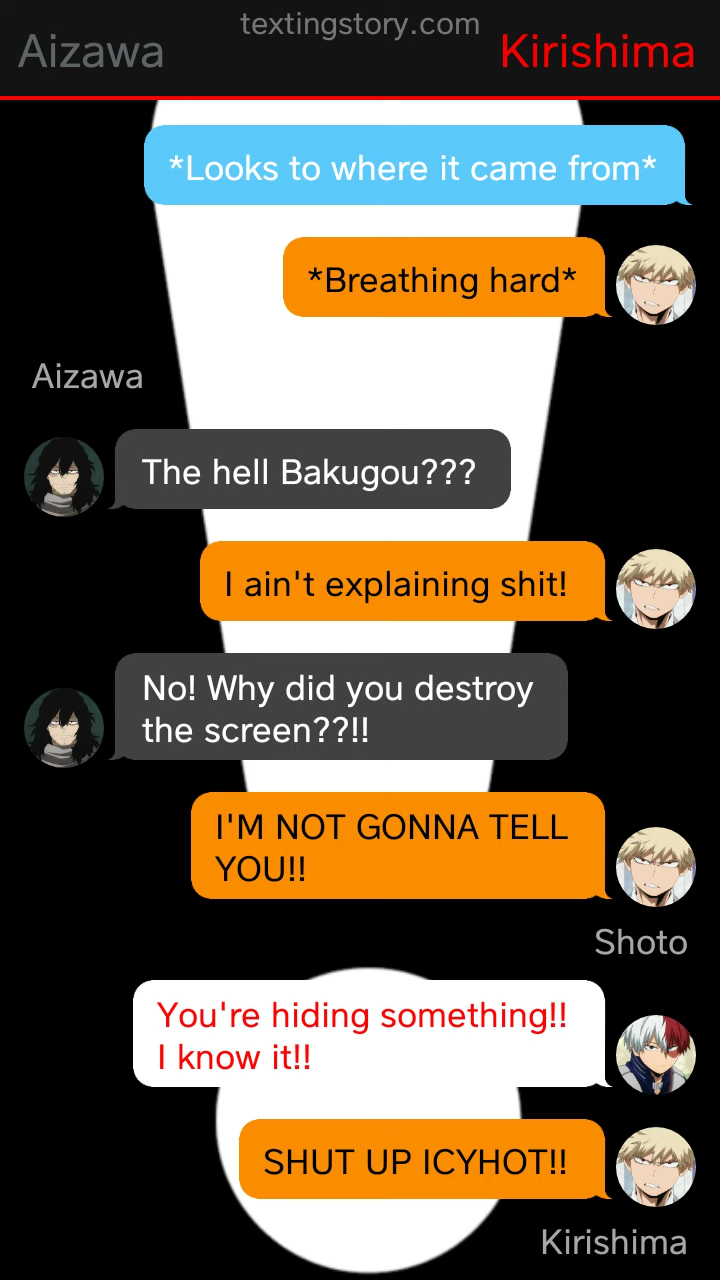 textingstory.com
Aizawa
Kirishima
*Looks to where it came from*
*Breathing hard*
Aizawa
The hell Bakugou???
I ain't explaining shit!
No! Why did you destroy
the screen??!!
I'M NOT GONNA TELL
YOU!!
Shoto
You're hiding something!!
I know it!!
SHUT UP ICYHOT!!
Kirishima